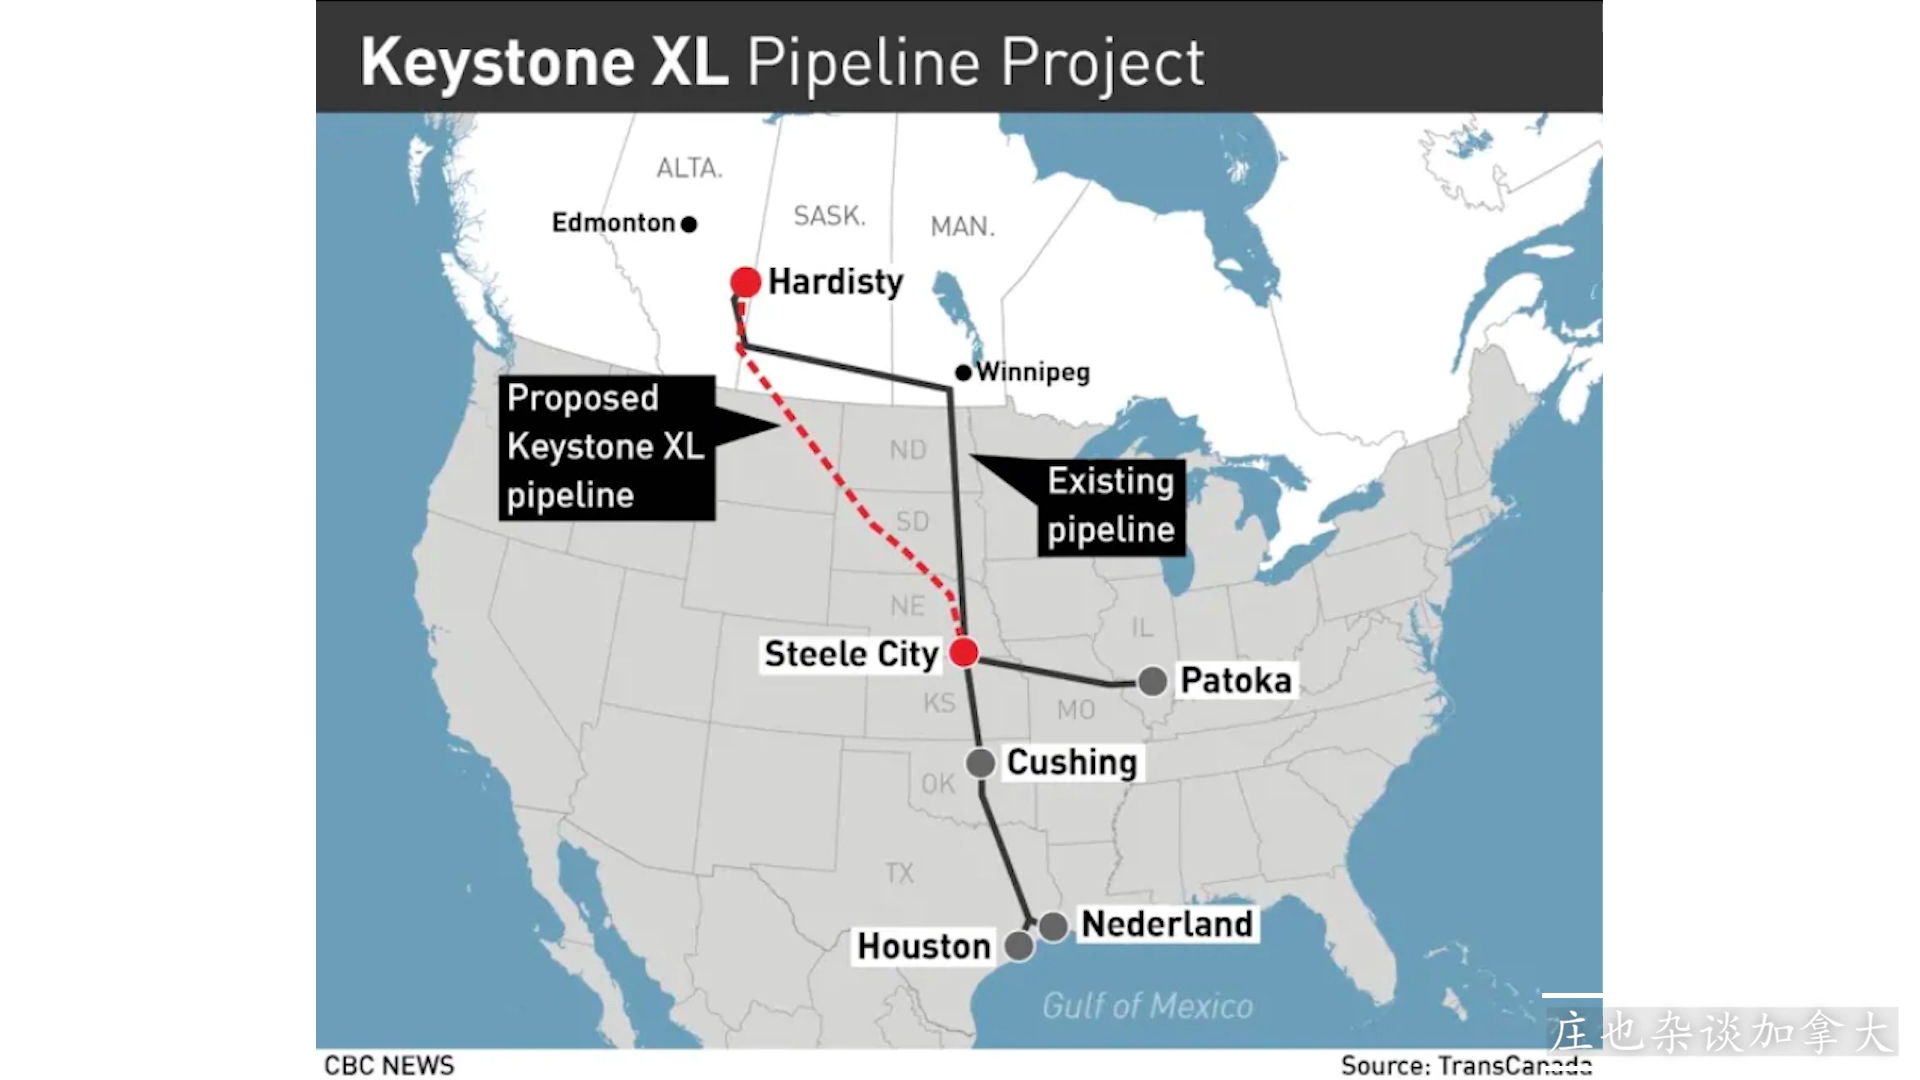 Keystone XL Pipeline Project
ALTA.
Edmonton
SASK.
MAN.
Hardisty
Winnipeg
Proposed
Keystone XL
pipeline
ND
Existing
pipeline
SD
NE
IL
Steele City
Patoka
KS
MO
Cushing
OK
TX
Nederland
Houston
Gulf of Mexico
庄也杂谈加拿大
CBC NEWS
Source: TransCanada